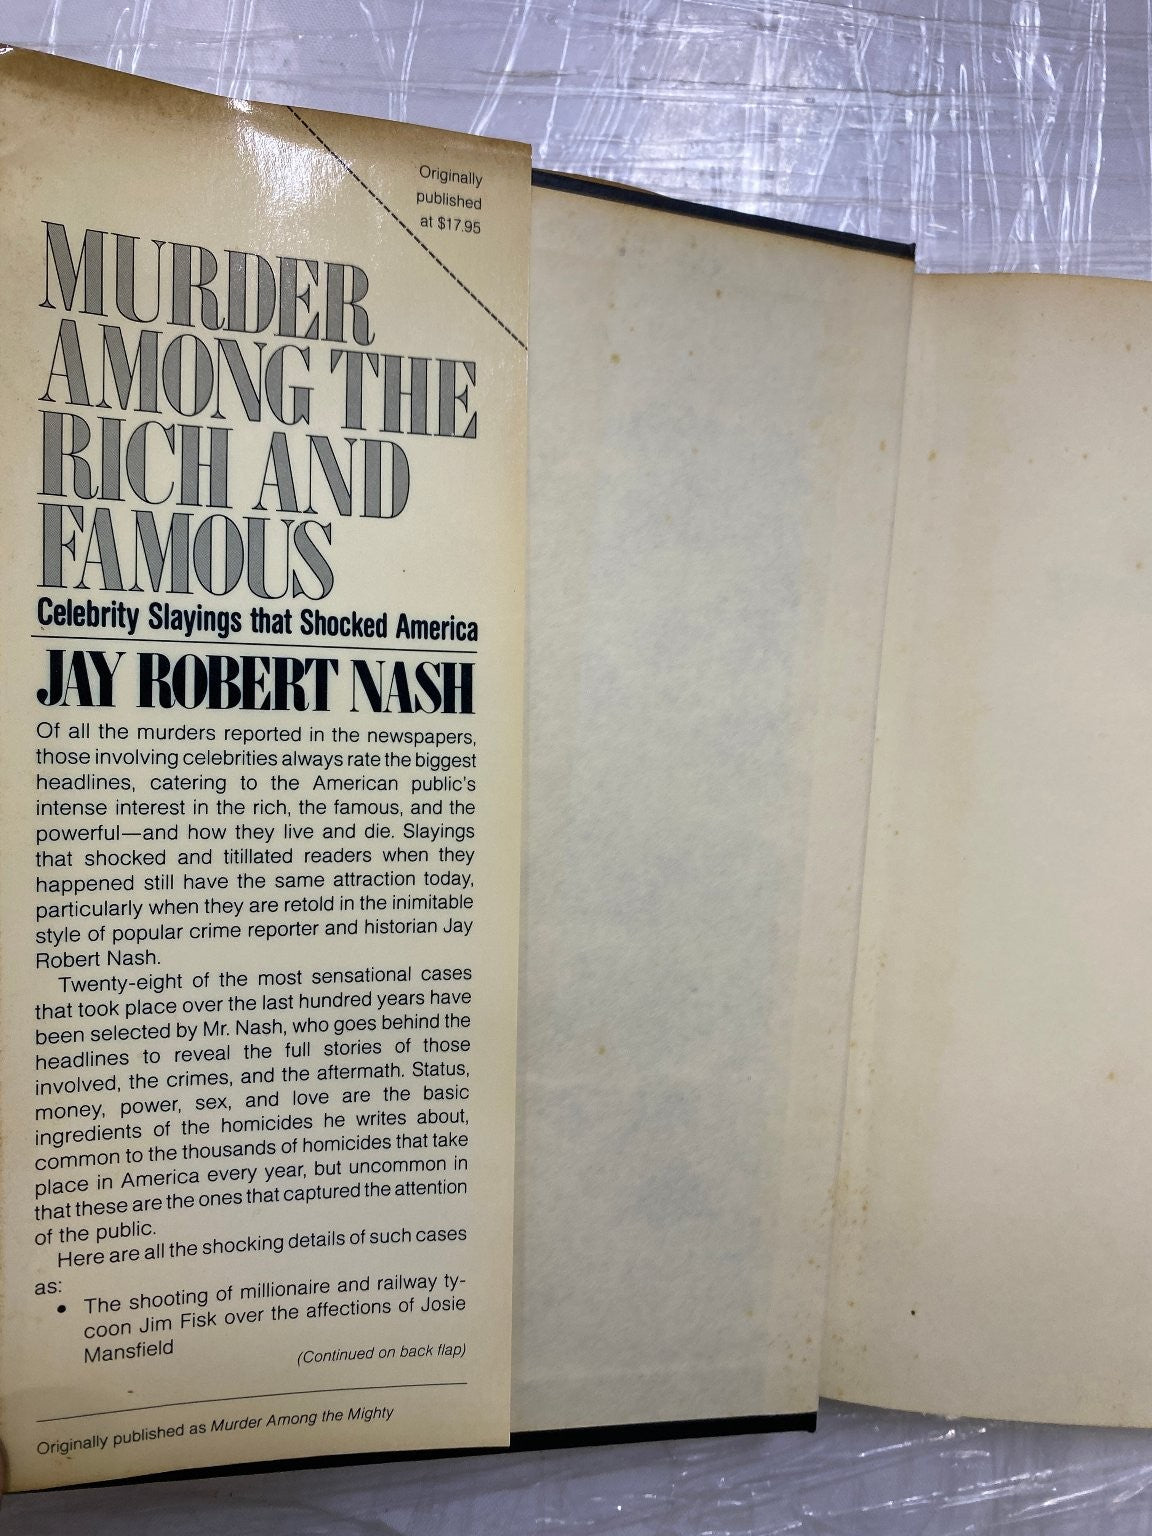 Originally
published
at $17.95
MURDER
AMONG THE
RICH AND
FAMOUS
Celebrity Slayings that Shocked America
JAY ROBERT NASH
Of all the murders reported in the newspapers,
those involving celebrities always rate the biggest
headlines, catering to the American public's
intense interest in the rich, the famous, and the
powerful—and how they live and die. Slayings
that shocked and titillated readers when they
happened still have the same attraction today,
particularly when they are retold in the inimitable
style of popular crime reporter and historian Jay
Robert Nash.
Twenty-eight of the most sensational cases
that took place over the last hundred years have
been selected by Mr. Nash, who goes behind the
headlines to reveal the full stories of those
involved, the crimes, and the aftermath. Status,
money, power, sex, and love are the basic
ingredients of the homicides he writes about,
common to the thousands of homicides that take
place in America every year, but uncommon in
that these are the ones that captured the attention
of the public.
Here are all the shocking details of such cases
as:
• The shooting of millionaire and railway ty-
coon Jim Fisk over the affections of Josie
Mansfield
(Continued on back flap)
Originally published as Murder Among the Mighty